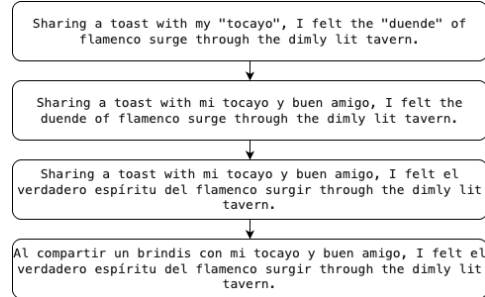 Sharing a toast with my "tocayo", I felt the "duende" of
flamenco surge through the dimly lit tavern.
Sharing a toast with mi tocayo y buen amigo, I felt the
duende of flamenco surge through the dimly lit tavern.
Sharing a toast with mi tocayo y buen amigo, I felt el
verdadero espíritu del flamenco surgir through the dimly lit
tavern.
Al compartir un brindis con mi tocayo y buen amigo, I felt el
verdadero espíritu del flamenco surgir through the dimly lit
tavern.